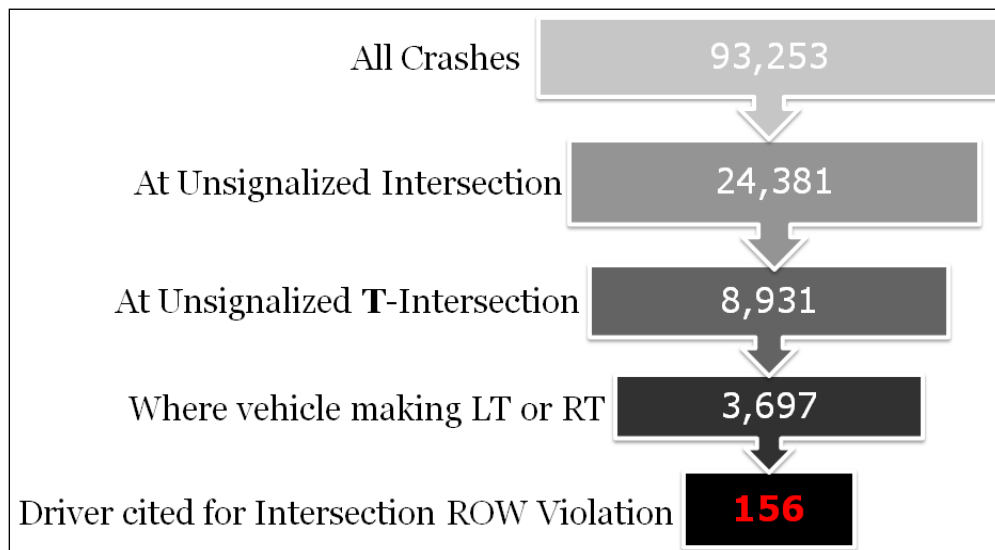 All Crashes 93,253
At Unsignalized Intersection 24,381
At Unsignalized T-Intersection 8,931
Where vehicle making LT or RT 3,697
Driver cited for Intersection ROW Violation 156